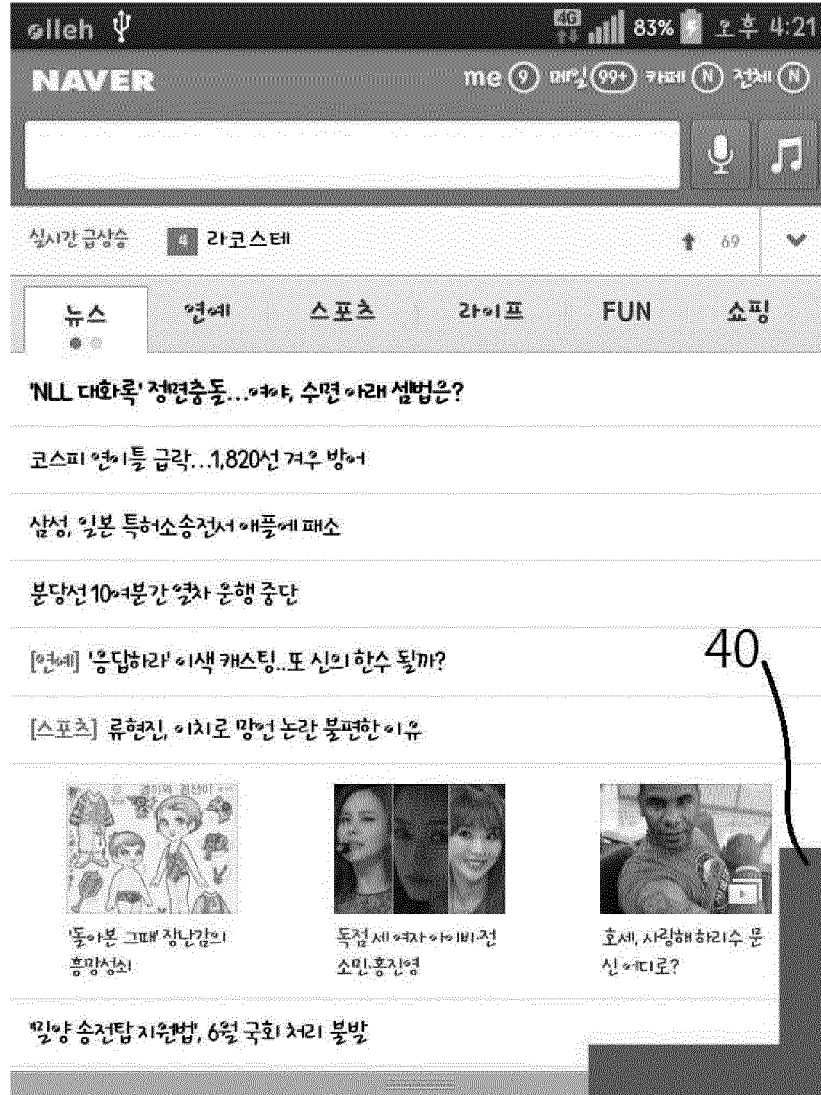 olleh 4G 83% 오후 4:21
NAVER me 9 메일 99+ 카페 N 전체 N
실시간 급상승 4 라코스테 69
뉴스 연예 스포츠 라이프 FUN 쇼핑
'NLL 대화록' 정면충돌…여야, 수면 아래 셈법은?
코스피 연이틀 급락…1,820선 겨우 방어
삼성, 일본 특허소송전서 애플에 패소
분당선 10여분간 열차 운행 중단
[연예] '응답하라' 이색 캐스팅..또 신의 한수 될까?
40
[스포츠] 류현진, 이치로 망언 논란 불편한 이유
'돌아본 그때' 장난감의
흥망성쇠
독점 세 여자 아이비·전
소민·홍진영
호세, 사랑해 하리수 문
신 어디로?
'밀양 송전탑 지원법', 6월 국회 처리 불발